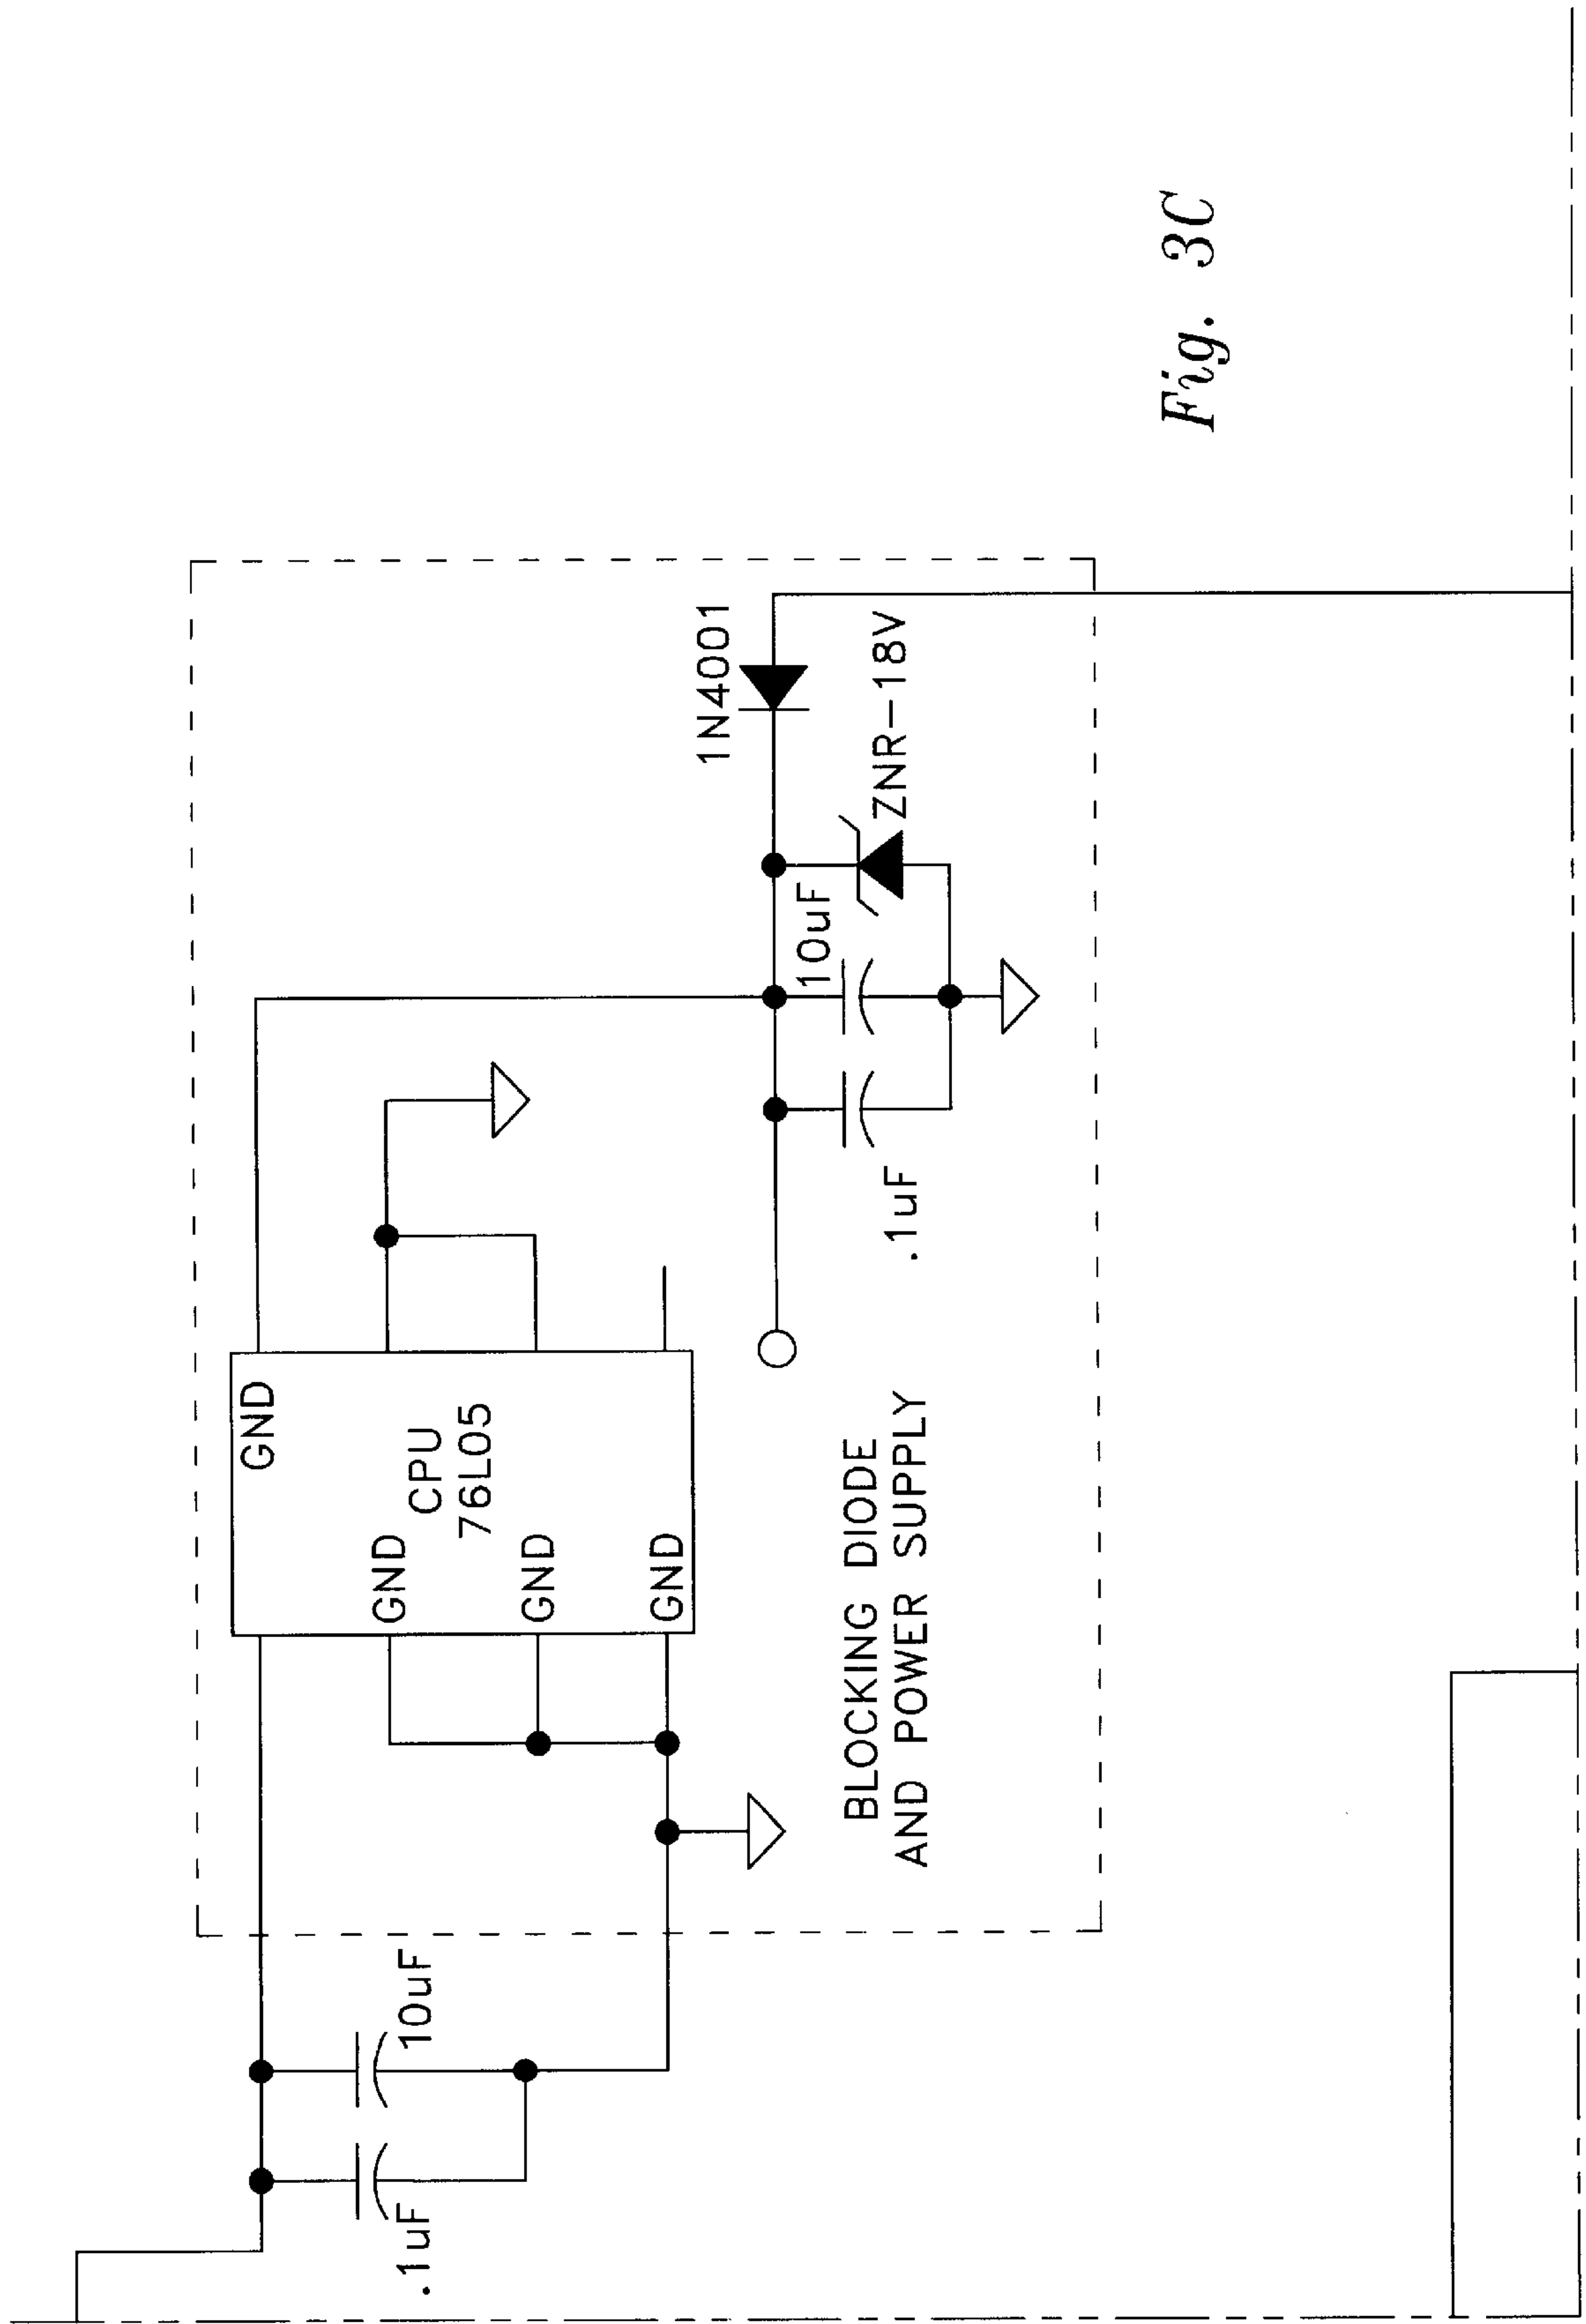 GND
CPU
76L05
GND
GND
GND
1N4001
10uF
ZNR-18V
.1uF
10uF
.1uF
BLOCKING DIODE
AND POWER SUPPLY
Fig. 3C